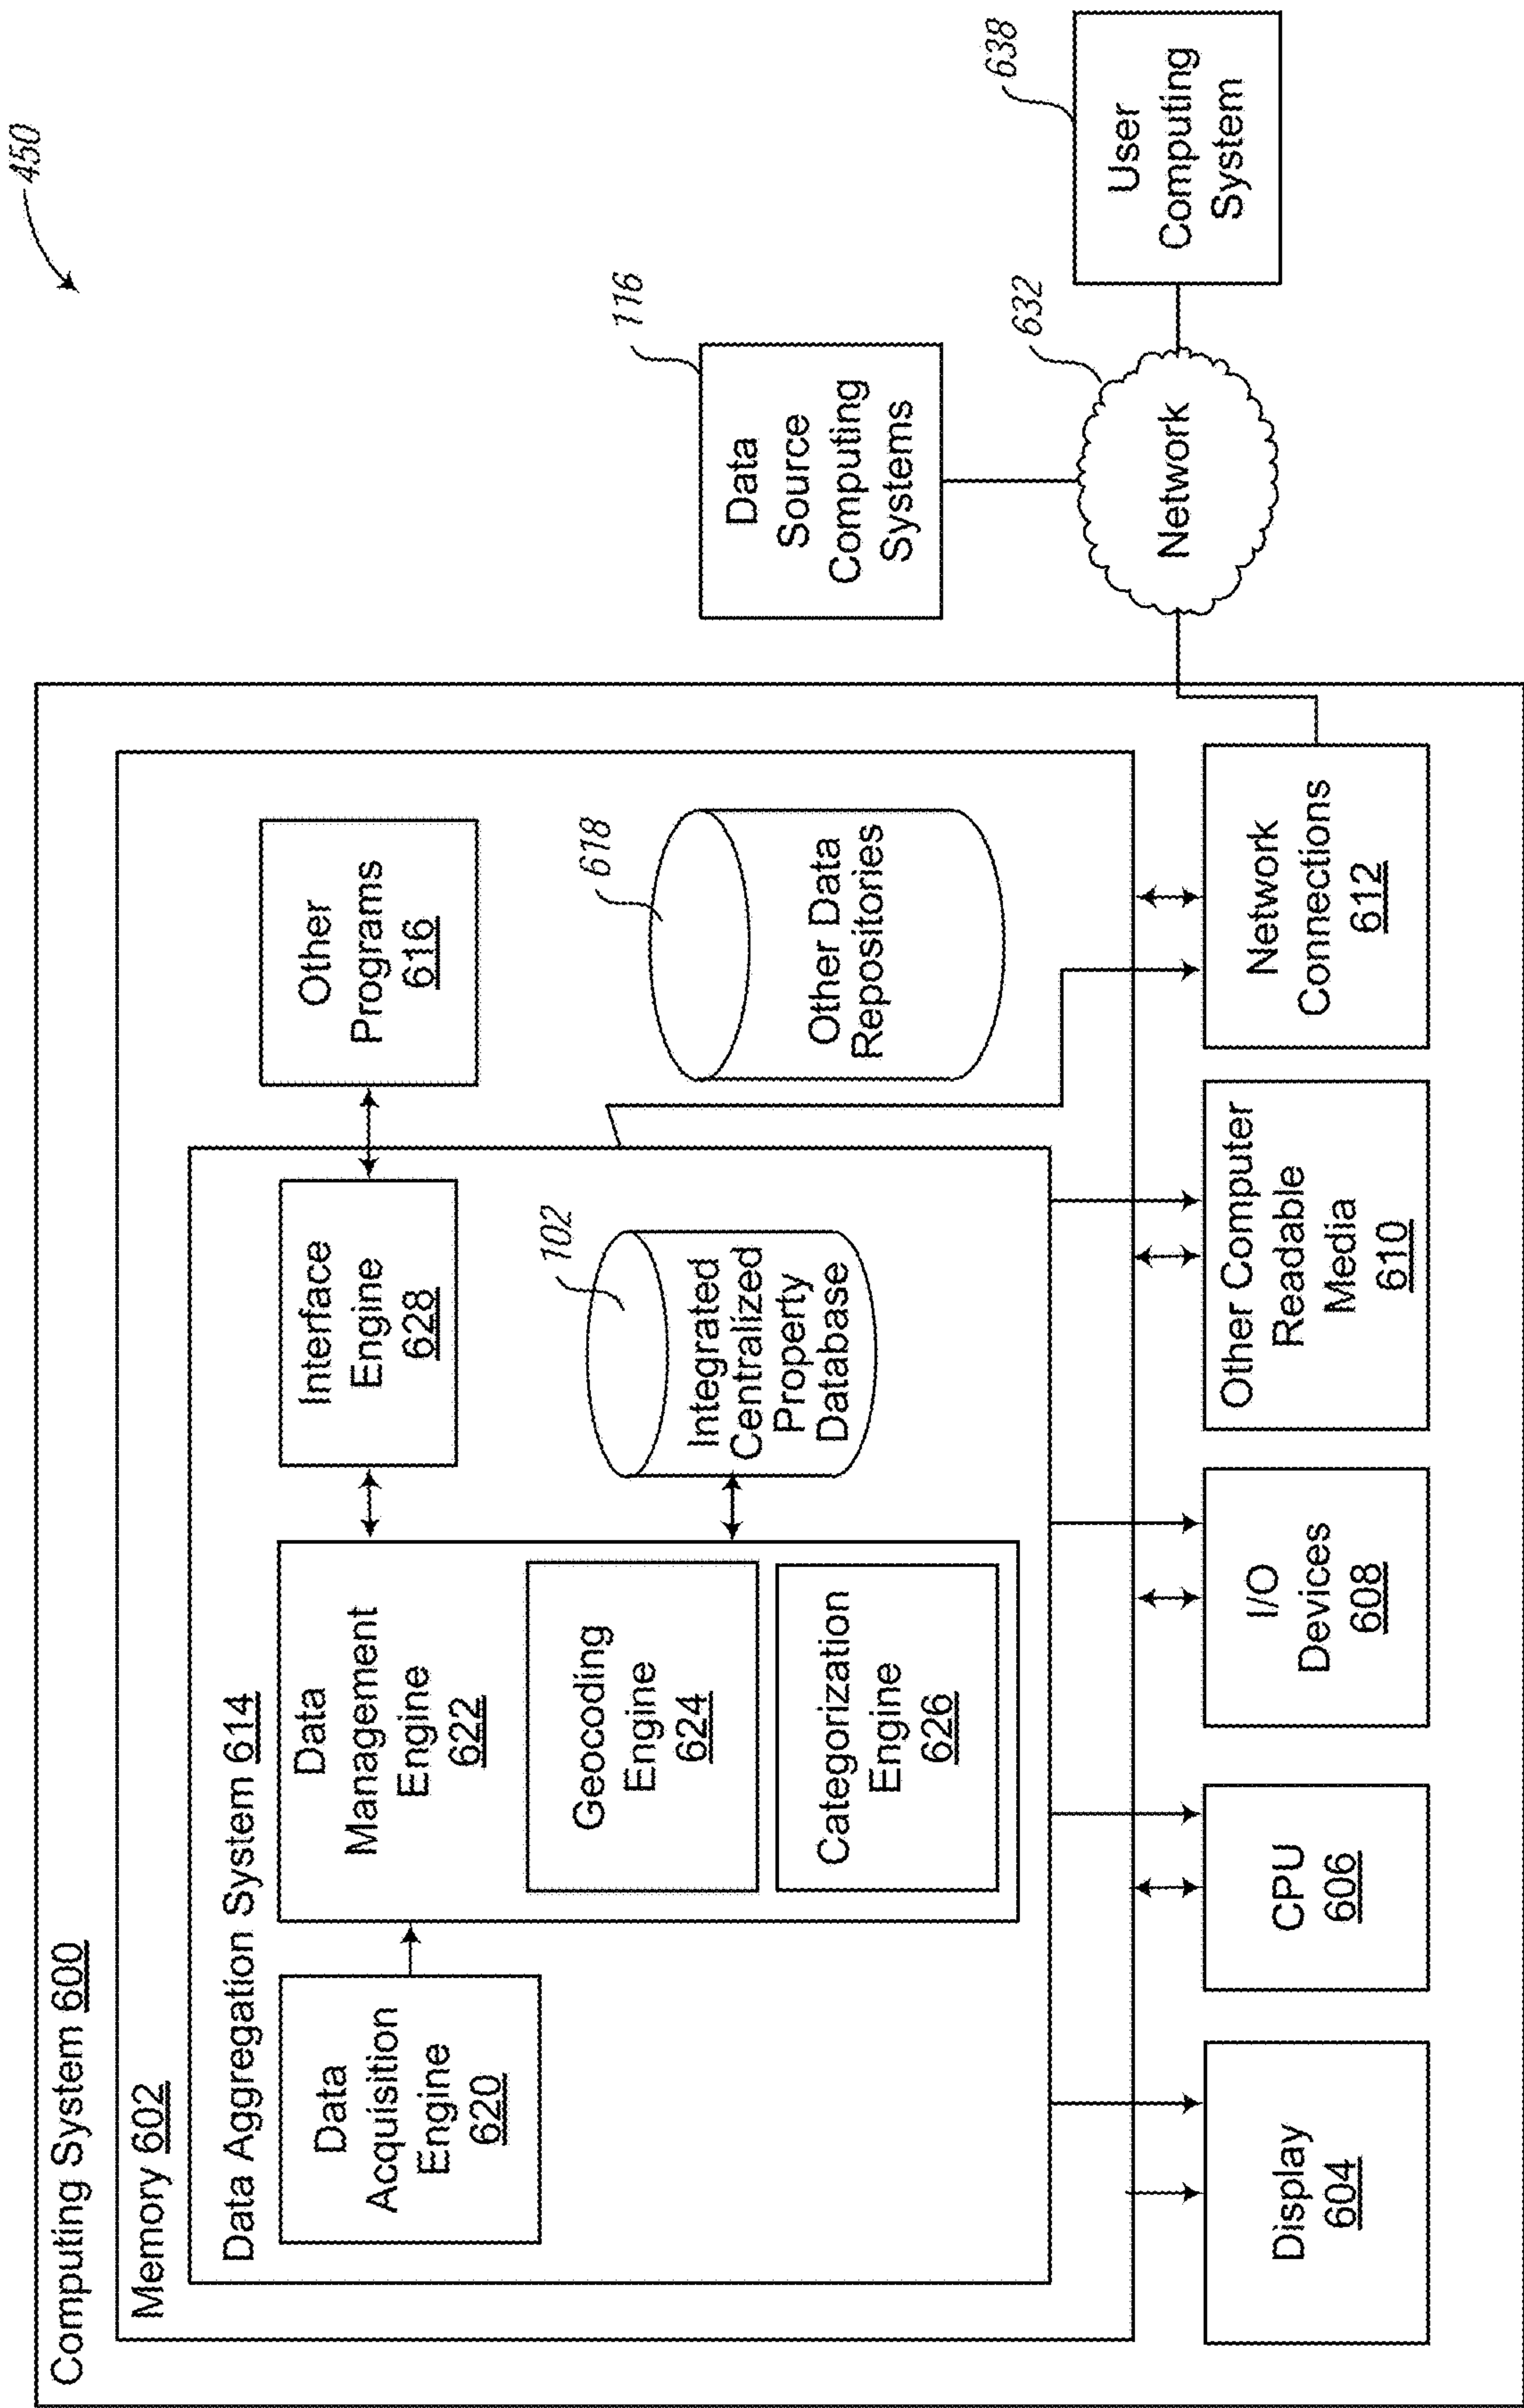 450
Computing System 600
Memory 602
Data Aggregation System 614
Data
Acquisition
Engine
620
Data
Management
Engine
622
Geocoding
Engine
624
Categorization
Engine
626
Interface
Engine
628
102
Integrated
Centralized
Property
Database
Other
Programs
616
618
Other Data
Repositories
Display
604
CPU
606
I/O
Devices
608
Other Computer
Readable
Media
610
Network
Connections
612
116
Data
Source
Computing
Systems
632
Network
638
User
Computing
System